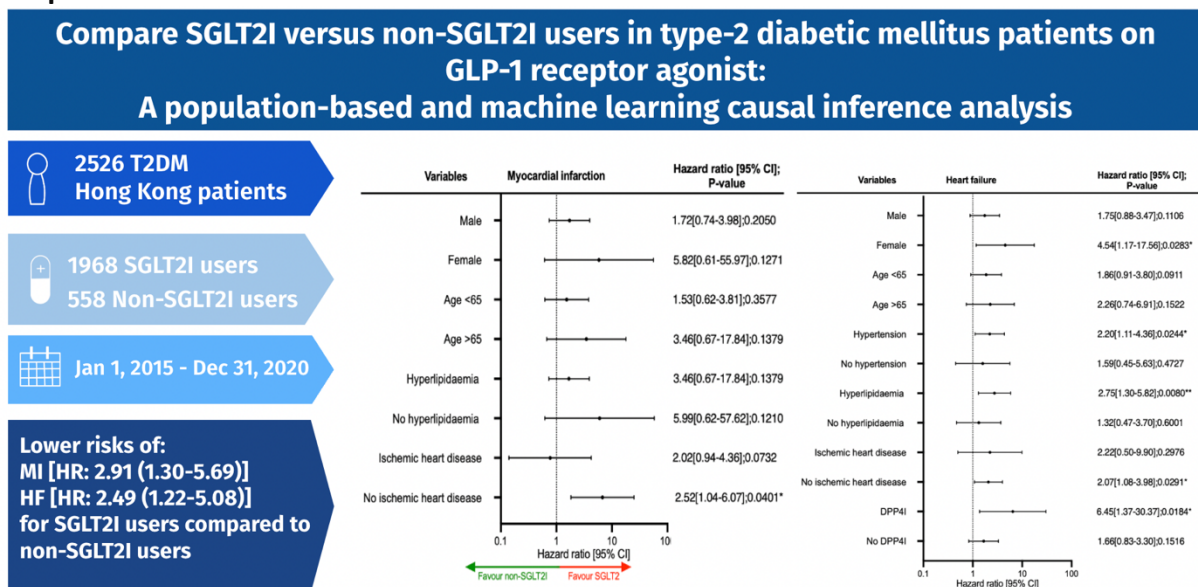 Compare SGLT2I versus non-SGLT2I users in type-2 diabetic mellitus patients on
GLP-1 receptor agonist:
A population-based and machine learning causal inference analysis
2526 T2DM
Hong Kong patients
1968 SGLT2I users
558 Non-SGLT2I users
Jan 1, 2015 - Dec 31, 2020
Lower risks of:
MI [HR: 2.91 (1.30-5.69)]
HF [HR: 2.49 (1.22-5.08)]
for SGLT2I users compared to
non-SGLT2I users
Variables Myocardial infarction Hazard ratio [95% CI];
P-value
Male 1.72[0.74-3.98);0.2050
Female 5.82[0.61-55.97);0.1271
Age <65 1.53[0.62-3.81);0.3577
Age >65 3.46[0.67-17.84);0.1379
Hyperlipidaemia 3.46[0.67-17.84);0.1379
No hyperlipidaemia 5.99[0.62-57.62);0.1210
Ischemic heart disease 2.02[0.94-4.36);0.0732
No ischemic heart disease 2.52[1.04-6.07);0.0401*
0.1 1 10 10
Hazard ratio [95% CI]
Favour non-SGLT2I Favour SGLT2
Variables Heart failure Hazard ratio [95% CI];
P-value
Male 1.75[0.88-3.47);0.1106
Female 4.54[1.17-17.56);0.0283*
Age <65 1.86[0.91-3.80);0.0911
Age >65 2.26[0.74-6.91);0.1522
Hypertension 2.20[1.11-4.36);0.0244*
No hypertension 1.59[0.45-5.63);0.4727
Hyperlipidaemia 2.75[1.30-5.82);0.0080**
No hyperlipidaemia 1.32[0.47-3.70);0.6001
Ischemic heart disease 2.22[0.50-9.90);0.2976
No ischemic heart disease 2.07[1.08-3.98);0.0291*
DPP4I 6.45[1.37-30.37);0.0184*
No DPP4I 1.66[0.83-3.30);0.1516
0.1 1 10 100
Hazard ratio [95% CI]